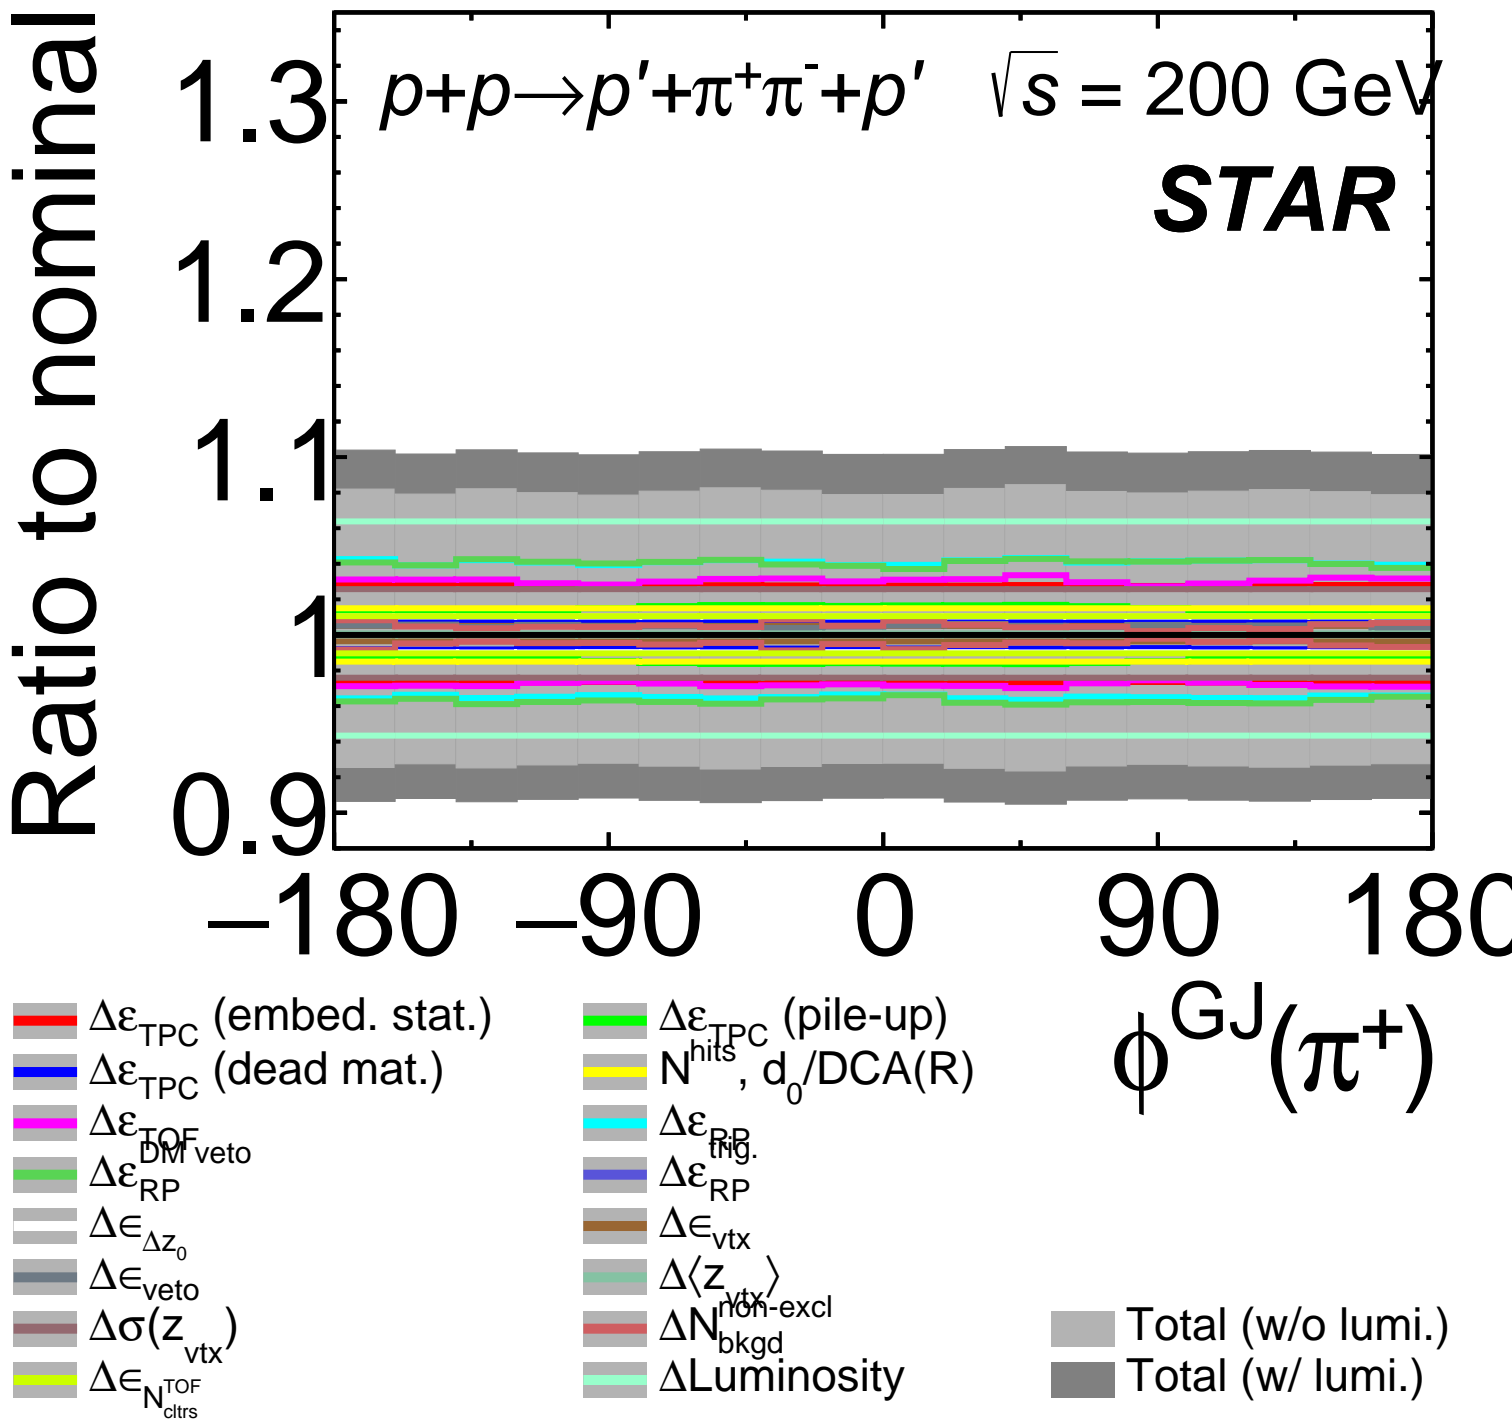 Ratio to nominal
p+p→p′+π⁺π⁻+p′ √s = 200 GeV
STAR
1.3
1.2
1.1
1
0.9
−180 −90 0 90 180
ϕ^GJ(π⁺)
Δε_TPC (embed. stat.)
Δε_TPC (pile-up)
Δε_TPC (dead mat.)
N^hits, d_0/DCA(R)
Δε_TOF
Δε_RP
Δε_RP^DM veto
Δε_RP^trig.
Δ∈_Δz_0
Δ∈_vtx
Δ∈_veto
Δ⟨z_vtx⟩
Δσ(z_vtx)
ΔN_bkgd^non-excl
Δ∈_N_cltrs^TOF
ΔLuminosity
Total (w/o lumi.)
Total (w/ lumi.)